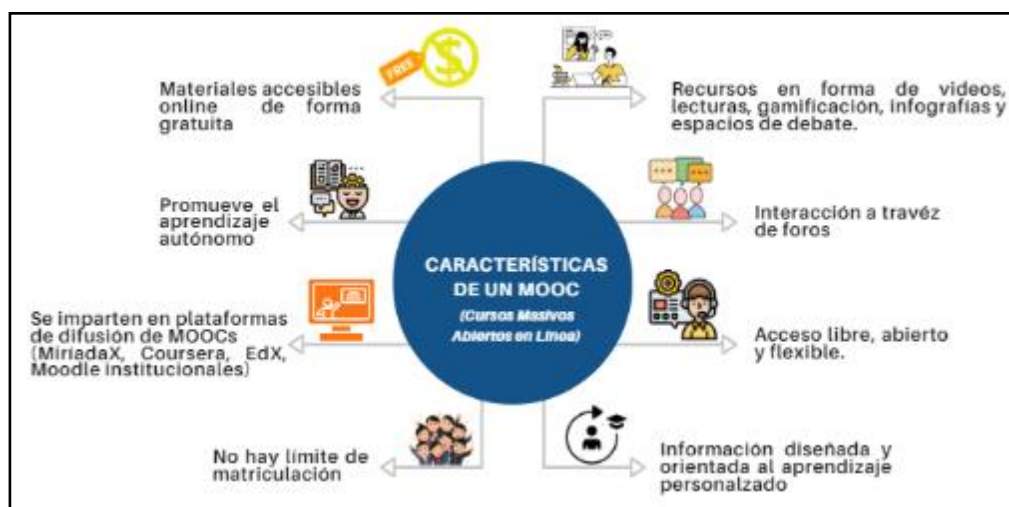 FREE
Materiales accesibles
online de forma
gratuita
Recursos en forma de videos,
lecturas, gamificación, infografías y
espacios de debate.
Promueve el
aprendizaje
autónomo
Interacción a travéz
de foros
CARACTERÍSTICAS
DE UN MOOC
(Cursos Masivos
Abiertos en Línea)
Se imparten en plataformas
de difusión de MOOCs
(MiríadaX, Coursera, EdX,
Moodle institucionales)
Acceso libre, abierto
y flexible.
No hay límite de
matriculación
Información diseñada y
orientada al aprendizaje
personalzado